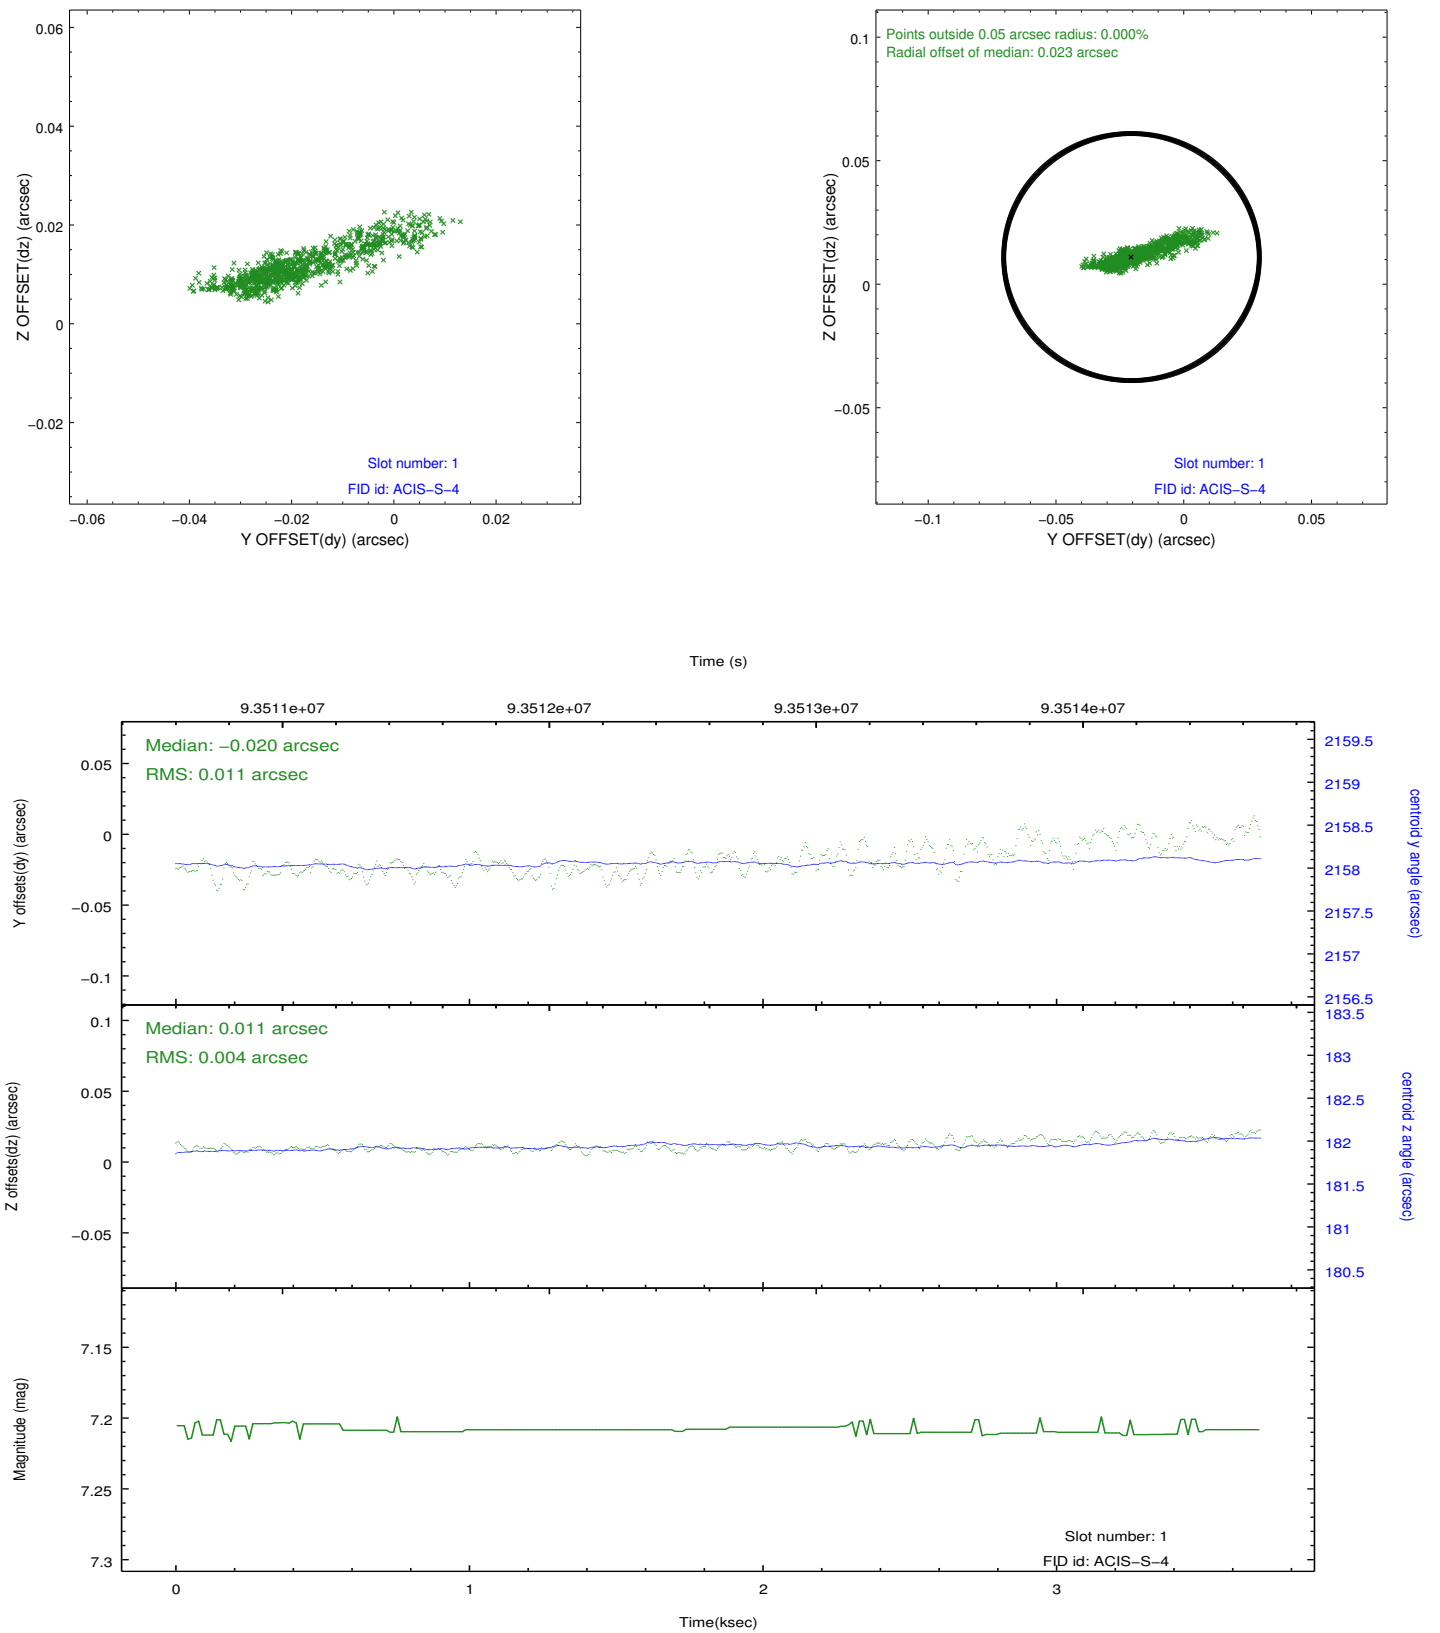 0.06
0.04
0.02
0
−0.02
Z OFFSET(dz) (arcsec)
Slot number: 1
FID id: ACIS−S−4
−0.06
−0.04
−0.02
0
0.02
Y OFFSET(dy) (arcsec)
Points outside 0.05 arcsec radius: 0.000%
Radial offset of median: 0.023 arcsec
0.1
0.05
0
−0.05
Z OFFSET(dz) (arcsec)
Slot number: 1
FID id: ACIS−S−4
−0.1
−0.05
0
0.05
Y OFFSET(dy) (arcsec)
Time (s)
9.3511e+07
9.3512e+07
9.3513e+07
9.3514e+07
Median: −0.020 arcsec
RMS: 0.011 arcsec
0.05
0
−0.05
−0.1
Y offsets(dy) (arcsec)
2159.5
2159
2158.5
2158
2157.5
2157
2156.5
centroid y angle (arcsec)
Median: 0.011 arcsec
RMS: 0.004 arcsec
0.1
0.05
0
−0.05
Z offsets(dz) (arcsec)
183.5
183
182.5
182
181.5
181
180.5
centroid z angle (arcsec)
7.15
7.2
7.25
7.3
Magnitude (mag)
Slot number: 1
FID id: ACIS−S−4
0
1
2
3
Time(ksec)